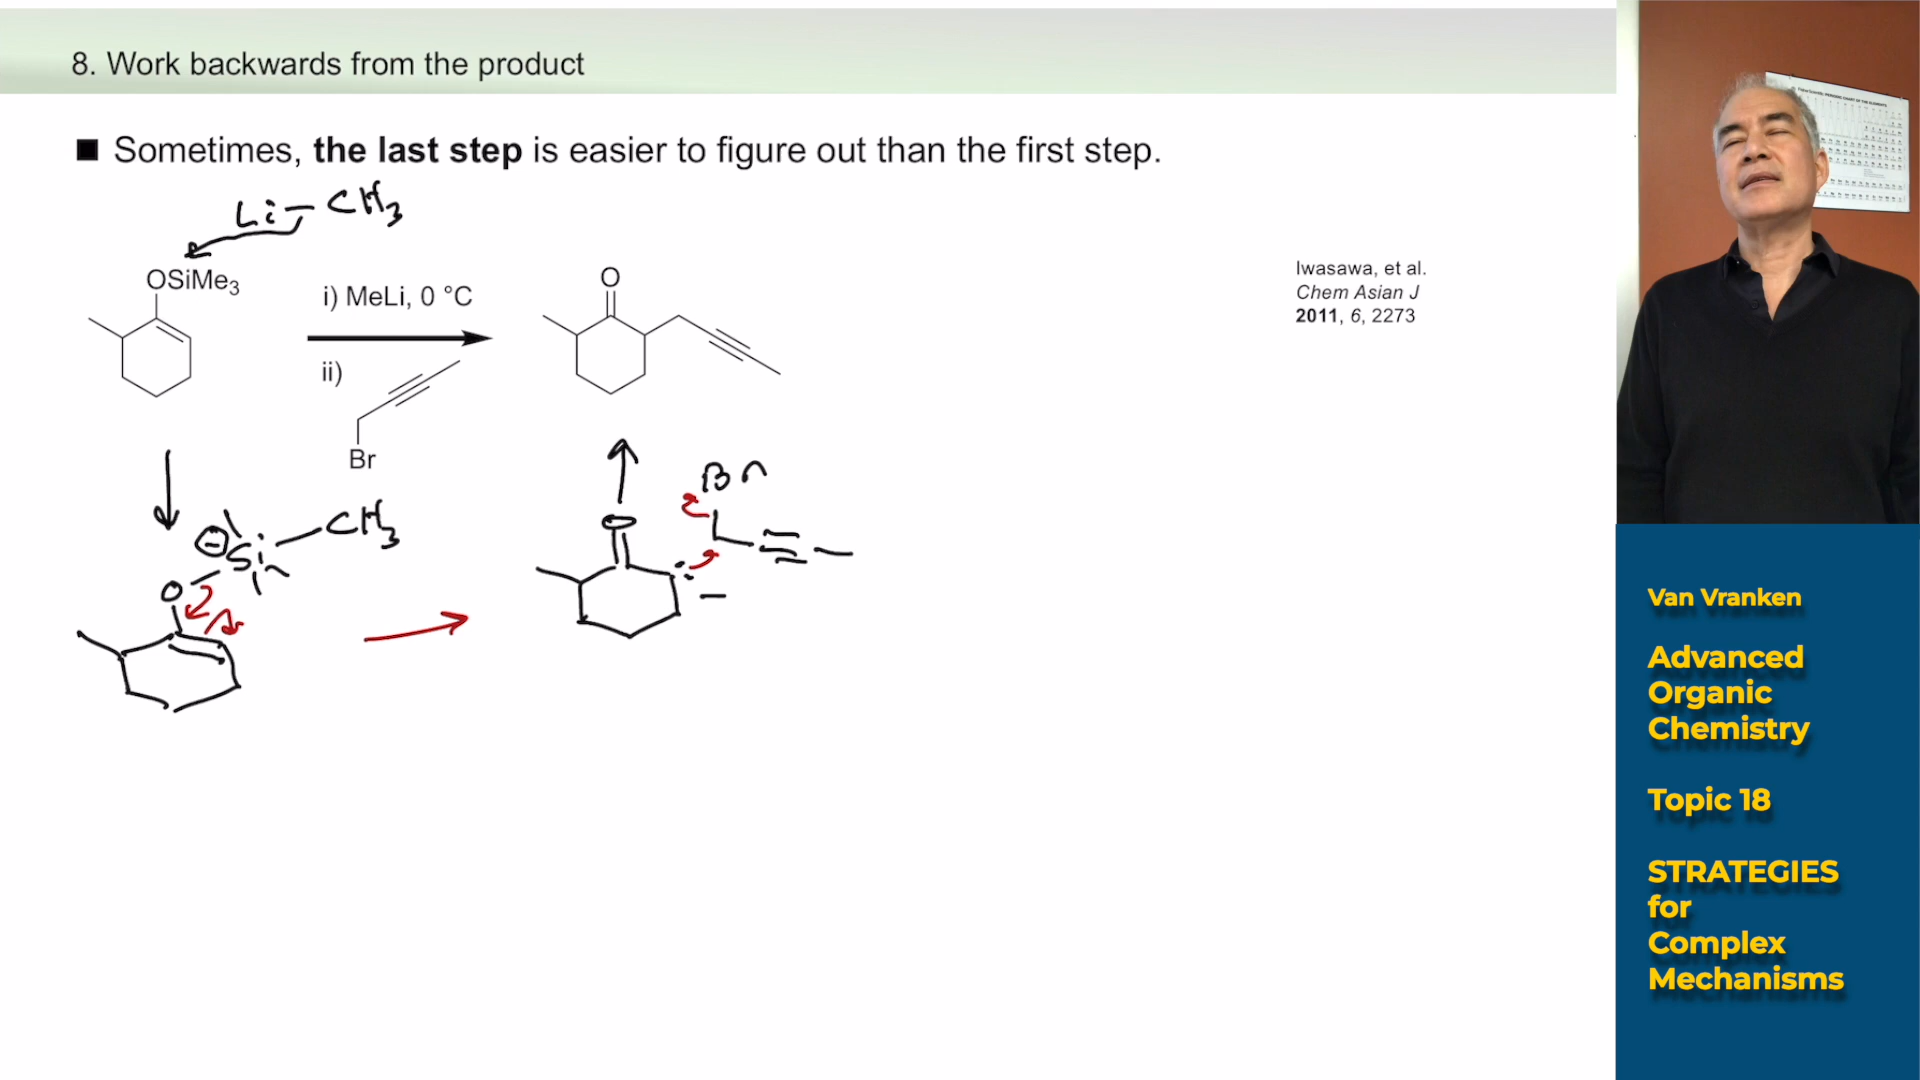 8. Work backwards from the product
■ Sometimes, the last step is easier to figure out than the first step.
Li-CH3
OSiMe3
i) MeLi, 0 °C
ii)
Br
O
Iwasawa, et al.
Chem Asian J
2011, 6, 2273
Br
⊖
Si
CH3
O
O
Van Vranken
Advanced
Organic
Chemistry
Topic 18
STRATEGIES
for
Complex
Mechanisms